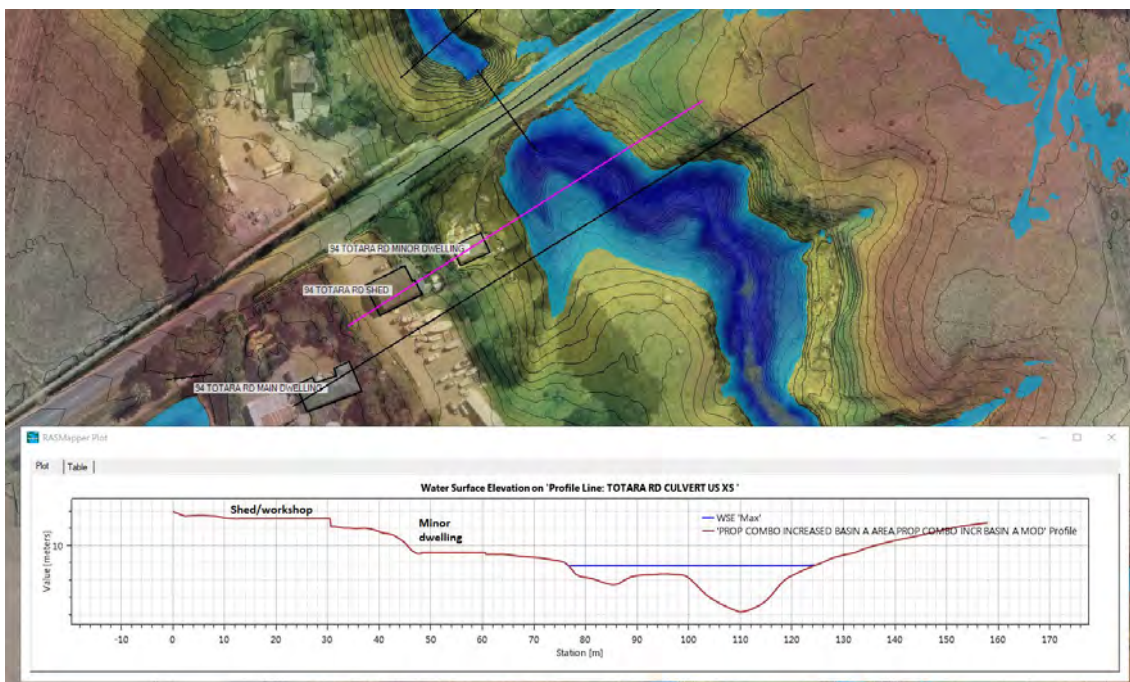 94 TOTARA RD MINOR DWELLING
94 TOTARA RD SHED
94 TOTARA RD MAIN DWELLING
RASMapper Plot
Plot
Table
Water Surface Elevation on 'Profile Line: TOTARA RD CULVERT US XS '
Shed/workshop
Minor
dwelling
WSE 'Max'
'PROP COMBO INCREASED BASIN A AREA,PROP COMBO INCR BASIN A MOD' Profile
10
Value [meters]
-10 0 10 20 30 40 50 60 70 80 90 100 110 120 130 140 150 160 170
Station [m]